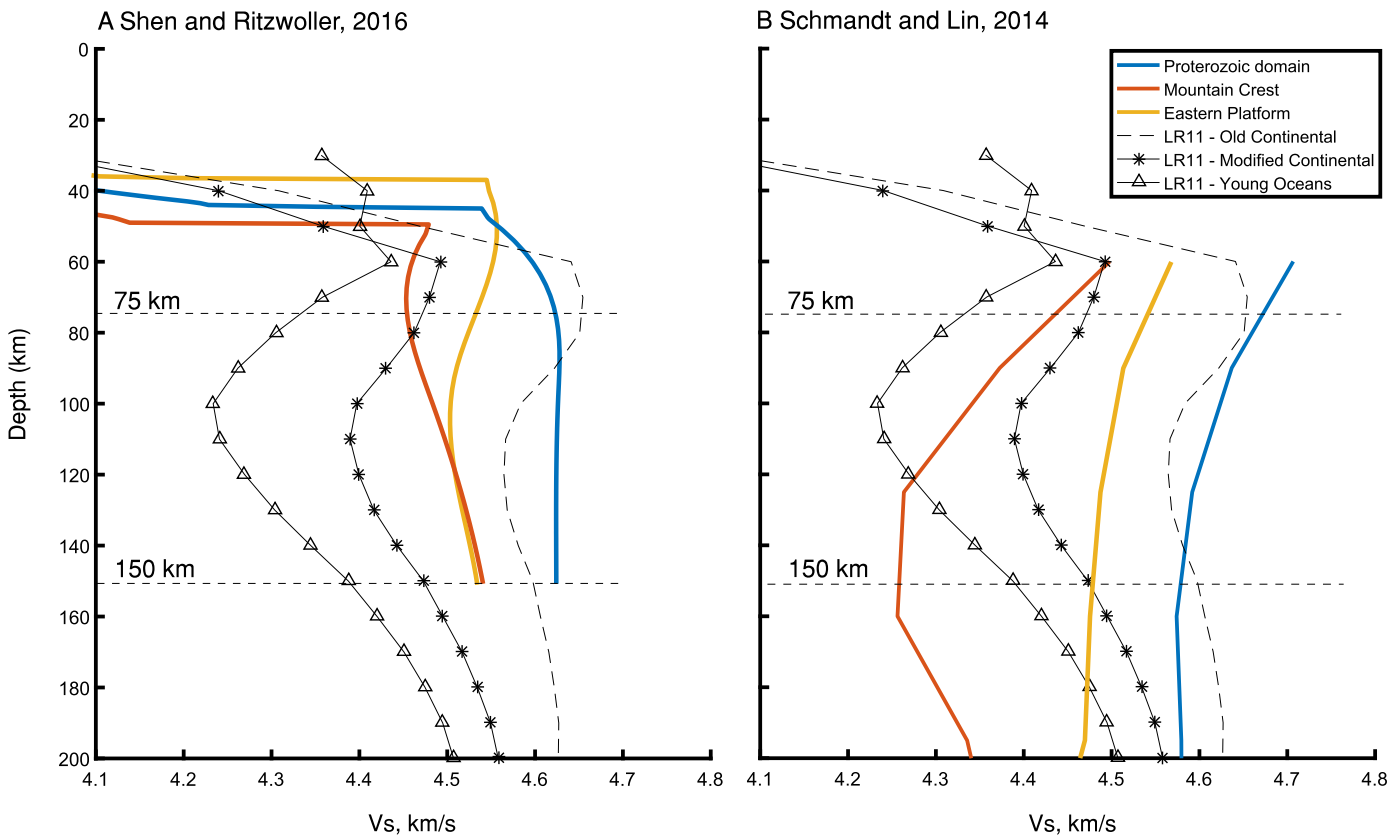 A Shen and Ritzwoller, 2016
B Schmandt and Lin, 2014
Proterozoic domain
Mountain Crest
Eastern Platform
LR11 - Old Continental
LR11 - Modified Continental
LR11 - Young Oceans
0
20
40
60
80
100
120
140
160
180
200
Depth (km)
75 km
150 km
75 km
150 km
4.1 4.2 4.3 4.4 4.5 4.6 4.7 4.8
4.1 4.2 4.3 4.4 4.5 4.6 4.7 4.8
Vs, km/s
Vs, km/s